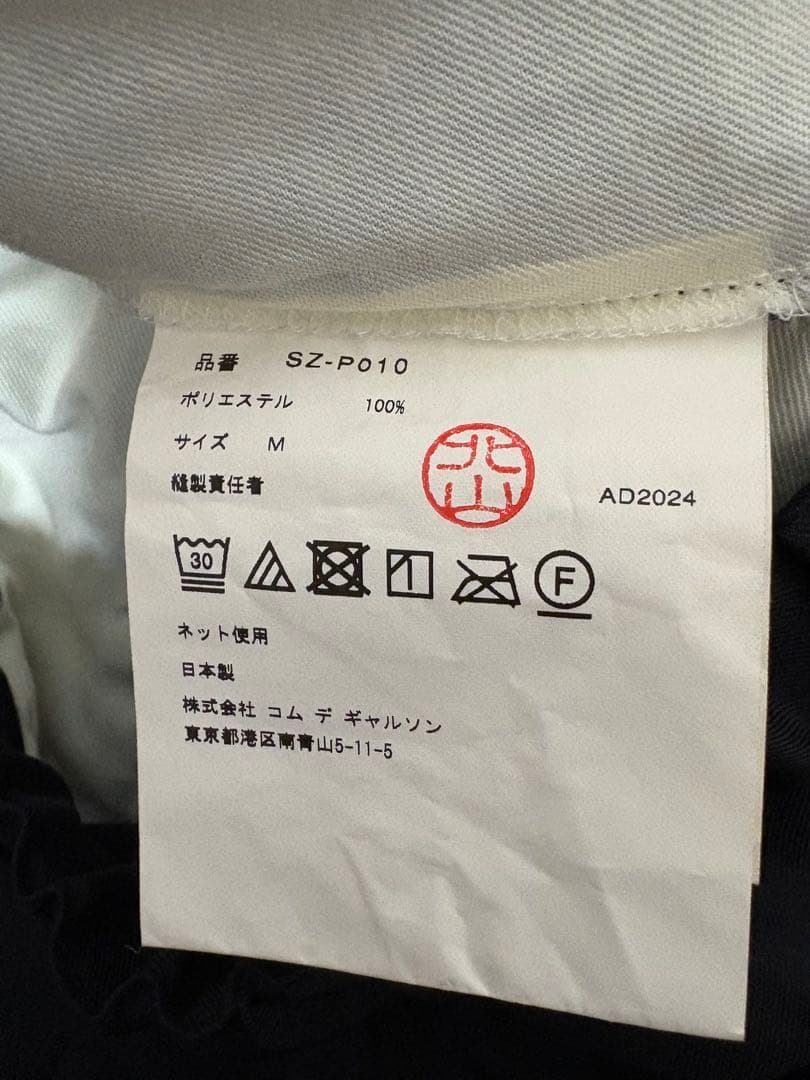 品番 SZ-P010
ポリエステル 100%
サイズ M
縫製責任者 北山 AD2024
30 F
ネット使用
日本製
株式会社 コム デ ギャルソン
東京都港区南青山5-11-5